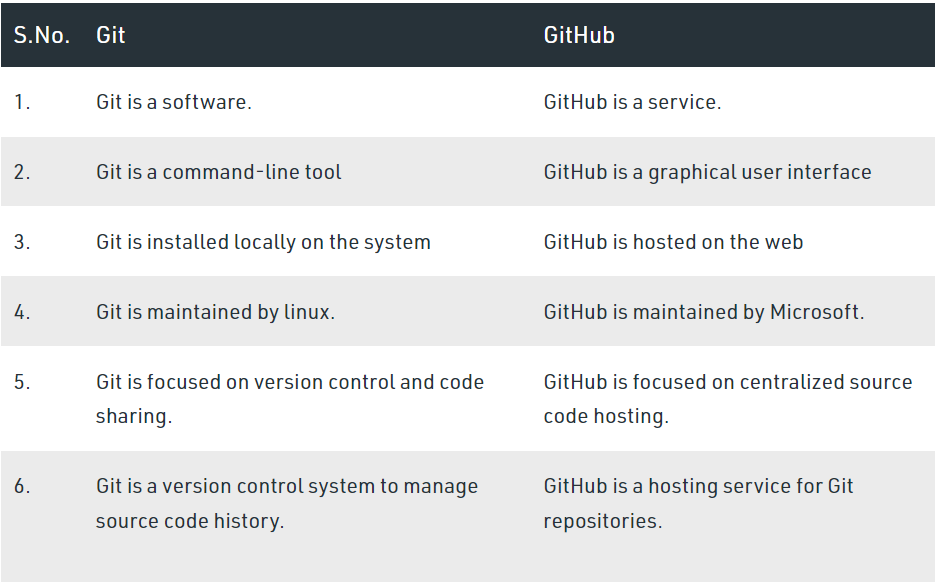 S.No. Git GitHub
1. Git is a software. GitHub is a service.
2. Git is a command-line tool GitHub is a graphical user interface
3. Git is installed locally on the system GitHub is hosted on the web
4. Git is maintained by linux. GitHub is maintained by Microsoft.
5. Git is focused on version control and code GitHub is focused on centralized source
sharing. code hosting.
6. Git is a version control system to manage GitHub is a hosting service for Git
source code history. repositories.